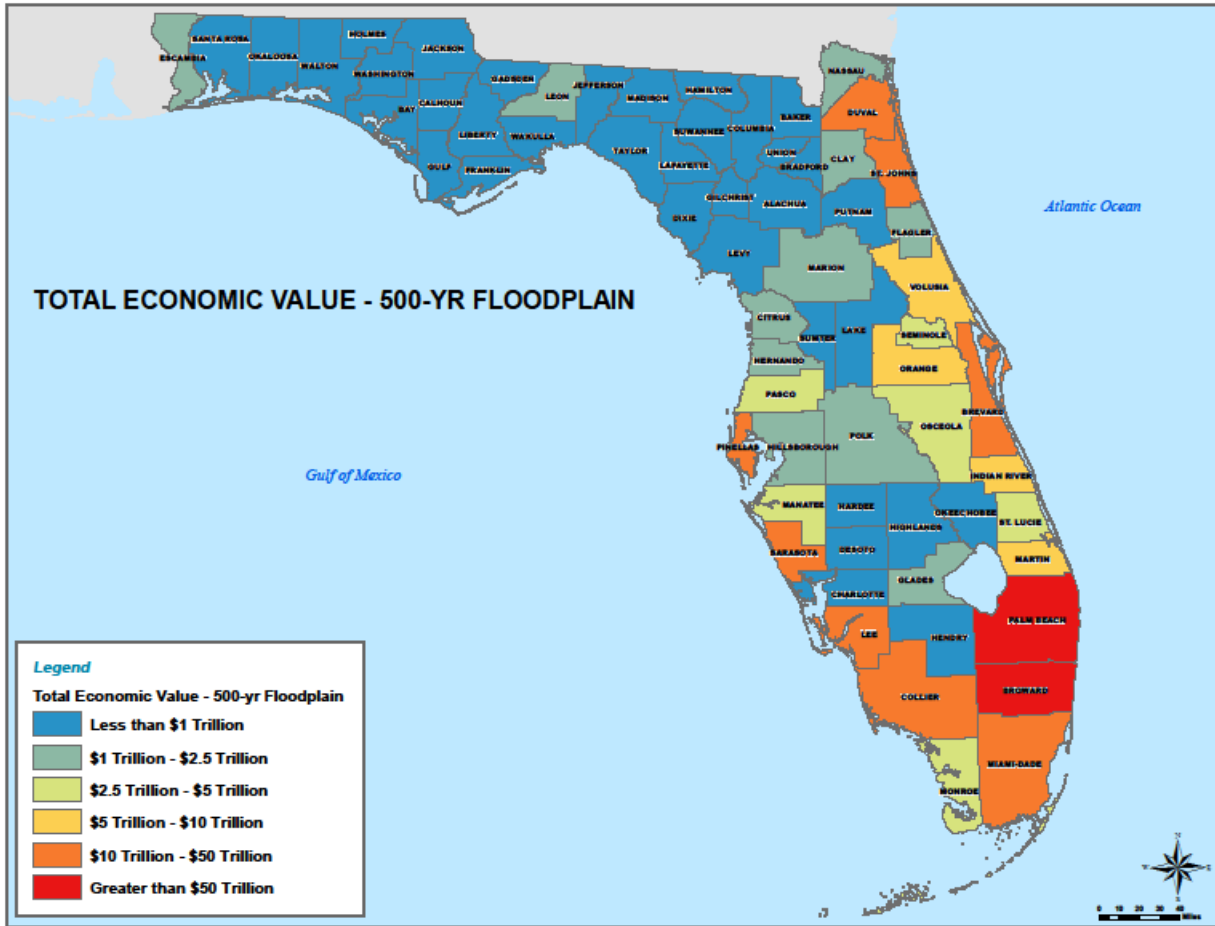 SANTA ROSA
HOLMES
JACKSON
ESCAMBIA
OKALOOSA
WALTON
WASHINGTON
GADSDEN
NASSAU
BAY
CALHOUN
LEON
JEFFERSON
MADISON
HAMILTON
DUVAL
LIBERTY
WAKULLA
SUWANNEE
COLUMBIA
BAKER
GULF
FRANKLIN
TAYLOR
LAFAYETTE
UNION
BRADFORD
CLAY
ST. JOHNS
DIXIE
GILCHRIST
ALACHUA
PUTNAM
Atlantic Ocean
FLAGLER
LEVY
MARION
VOLUSIA
TOTAL ECONOMIC VALUE - 500-YR FLOODPLAIN
CITRUS
SUMTER
LAKE
SEMINOLE
HERNANDO
ORANGE
PASCO
BREVARD
OSCEOLA
PINELLAS
HILLSBOROUGH
POLK
Gulf of Mexico
INDIAN RIVER
MANATEE
HARDEE
HIGHLANDS
OKEECHOBEE
ST. LUCIE
SARASOTA
DESOTO
MARTIN
CHARLOTTE
GLADES
PALM BEACH
LEE
HENDRY
COLLIER
BROWARD
MIAMI-DADE
MONROE
Legend
Total Economic Value - 500-yr Floodplain
Less than $1 Trillion
$1 Trillion - $2.5 Trillion
$2.5 Trillion - $5 Trillion
$5 Trillion - $10 Trillion
$10 Trillion - $50 Trillion
Greater than $50 Trillion
N
W
E
S
0 10 20 30 40
Miles